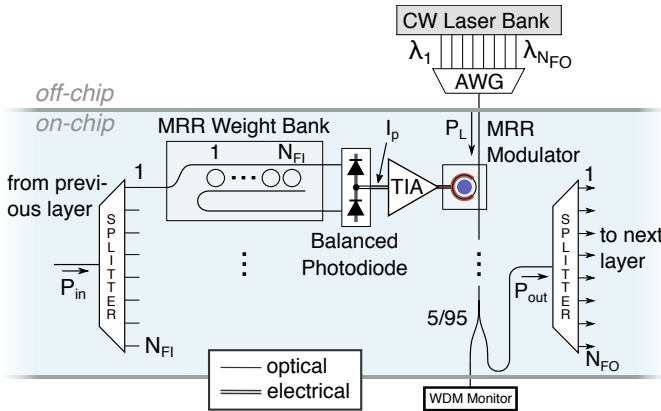 CW Laser Bank
λ1
λNFO
AWG
off-chip
on-chip
MRR Weight Bank
Ip
PL
MRR
Modulator
1
NFI
1
from previ-
ous layer
TIA
1
SPLITTER
Balanced
Photodiode
SPLITTER
to next
layer
Pin
Pout
5/95
NFI
NFO
optical
electrical
WDM Monitor